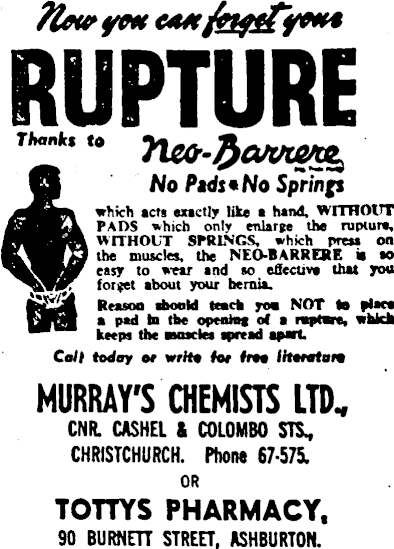 Now you can forget your
RUPTURE
Thanks to Neo-Barrere
No Pads • No Springs
which acts exactly like a hand, WITHOUT
PADS which only enlarge the rupture,
WITHOUT SPRINGS, which press on
the muscles, the NEO-BARRERE is so
easy to wear and so effective that you
forget about your hernia.
Reason should teach you NOT to place
a pad in the opening of a rupture, which
keeps the muscles spread apart.
Call today or write for free literature
MURRAY'S CHEMISTS LTD.,
CNR. CASHEL & COLOMBO STS.,
CHRISTCHURCH. Phone 67-575.
OR
TOTTYS PHARMACY,
90 BURNETT STREET, ASHBURTON.